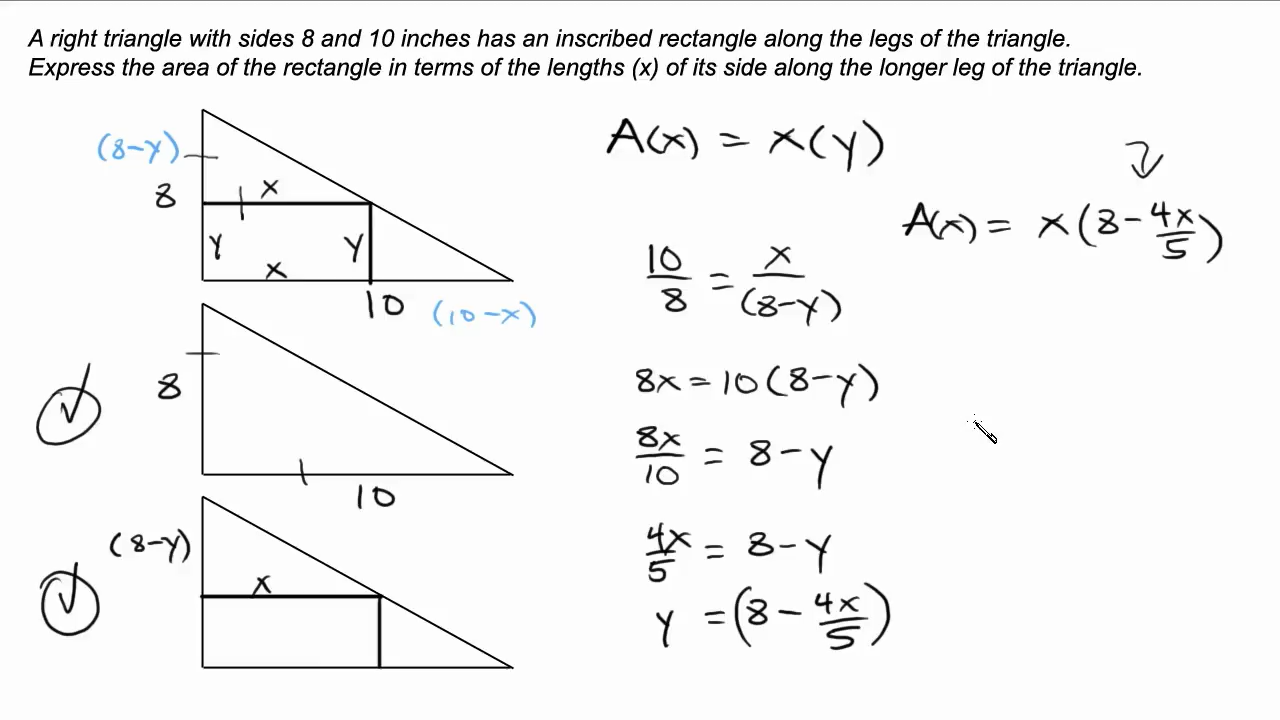 A right triangle with sides 8 and 10 inches has an inscribed rectangle along the legs of the triangle.
Express the area of the rectangle in terms of the lengths (x) of its side along the longer leg of the triangle.
(8-y)
8
x
y
y
x
10
(10-x)
8
10
(8-y)
x
A(x) = x(y)
10/8 = x/(8-y)
8x = 10(8-y)
8x/10 = 8-y
4x/5 = 8-y
y = (8 - 4x/5)
A(x) = x(8 - 4x/5)